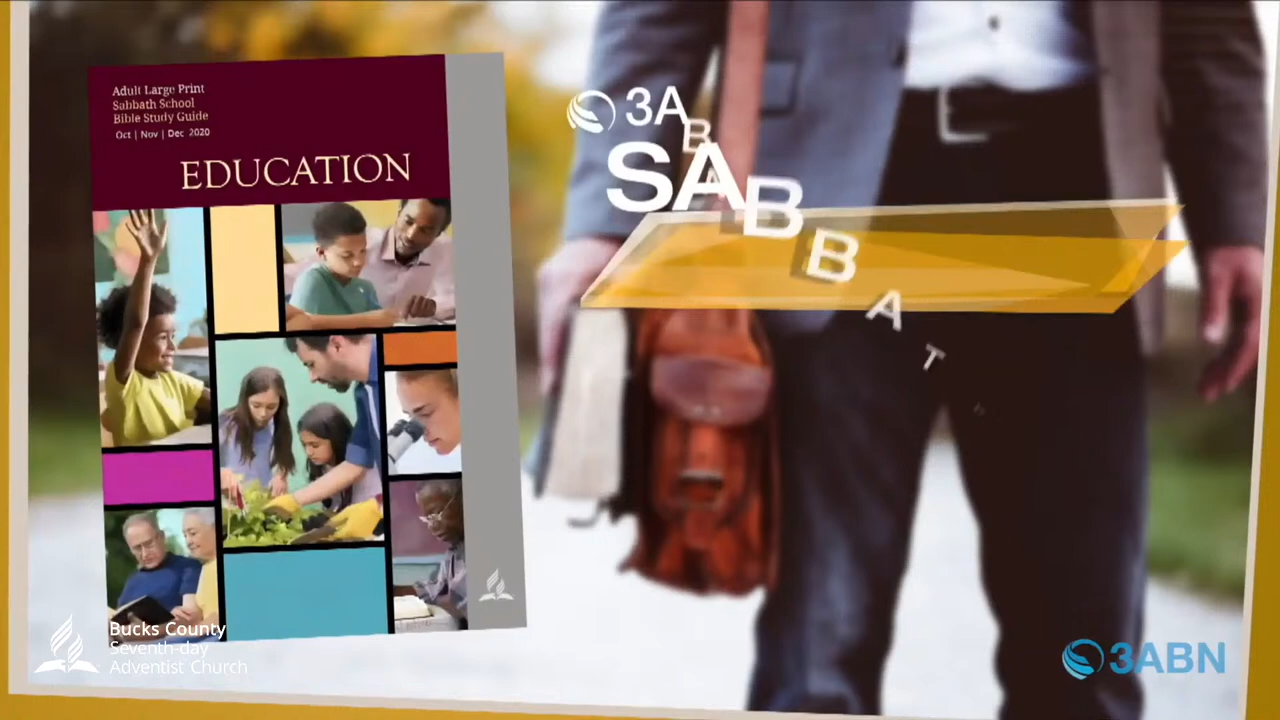 Adult Large Print
Sabbath School
Bible Study Guide
Oct | Nov | Dec 2020
EDUCATION
3AB
SABBAT
Bucks County
Seventh-day
Adventist Church
3ABN